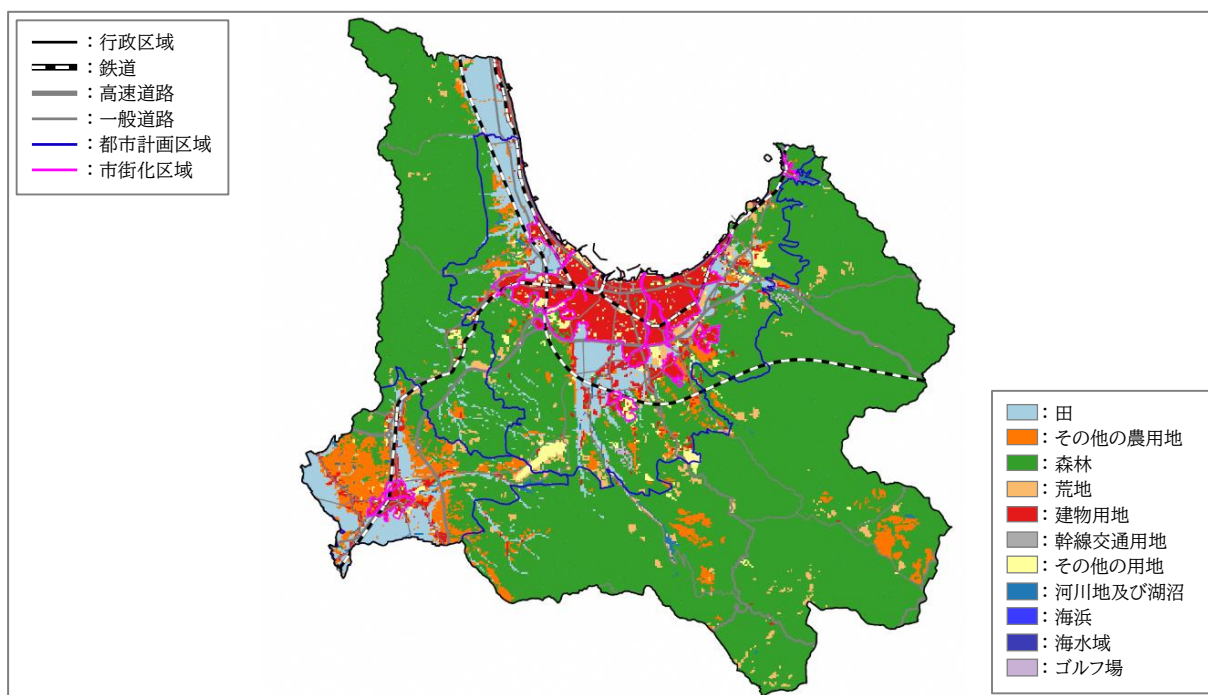 ：行政区域
：鉄道
：高速道路
：一般道路
：都市計画区域
：市街化区域
：田
：その他の農用地
：森林
：荒地
：建物用地
：幹線交通用地
：その他の用地
：河川地及び湖沼
：海浜
：海水域
：ゴルフ場